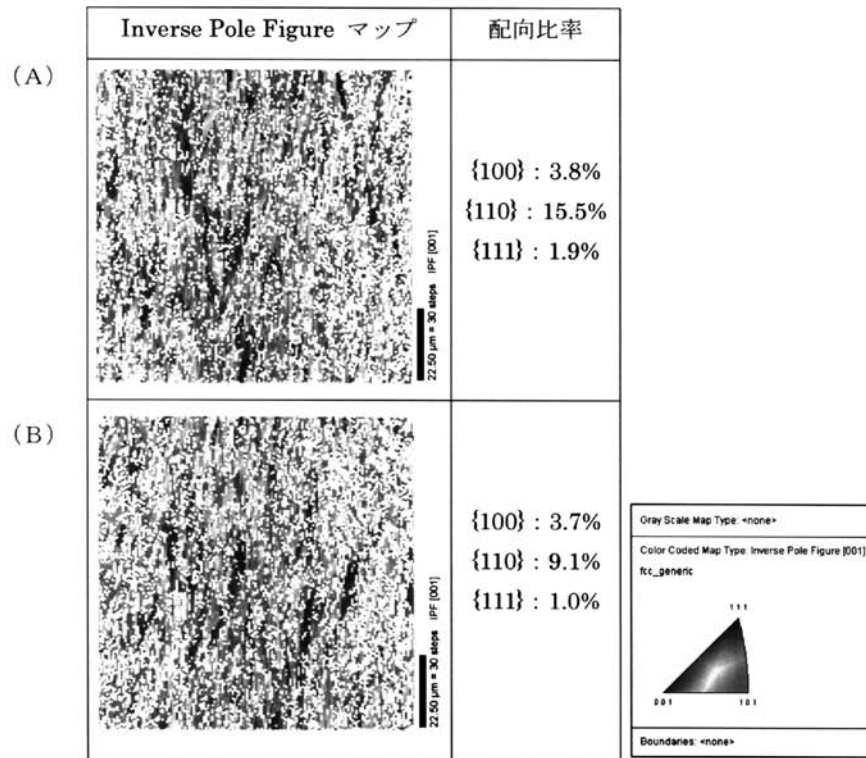 Inverse Pole Figure マップ
配向比率
(A)
22.50 μm = 30 steps IPF [001]
{100} : 3.8%
{110} : 15.5%
{111} : 1.9%
(B)
22.50 μm = 30 steps IPF [001]
{100} : 3.7%
{110} : 9.1%
{111} : 1.0%
Gray Scale Map Type: <none>
Color Coded Map Type: Inverse Pole Figure [001]
fcc_generic
111
001
101
Boundaries: <none>